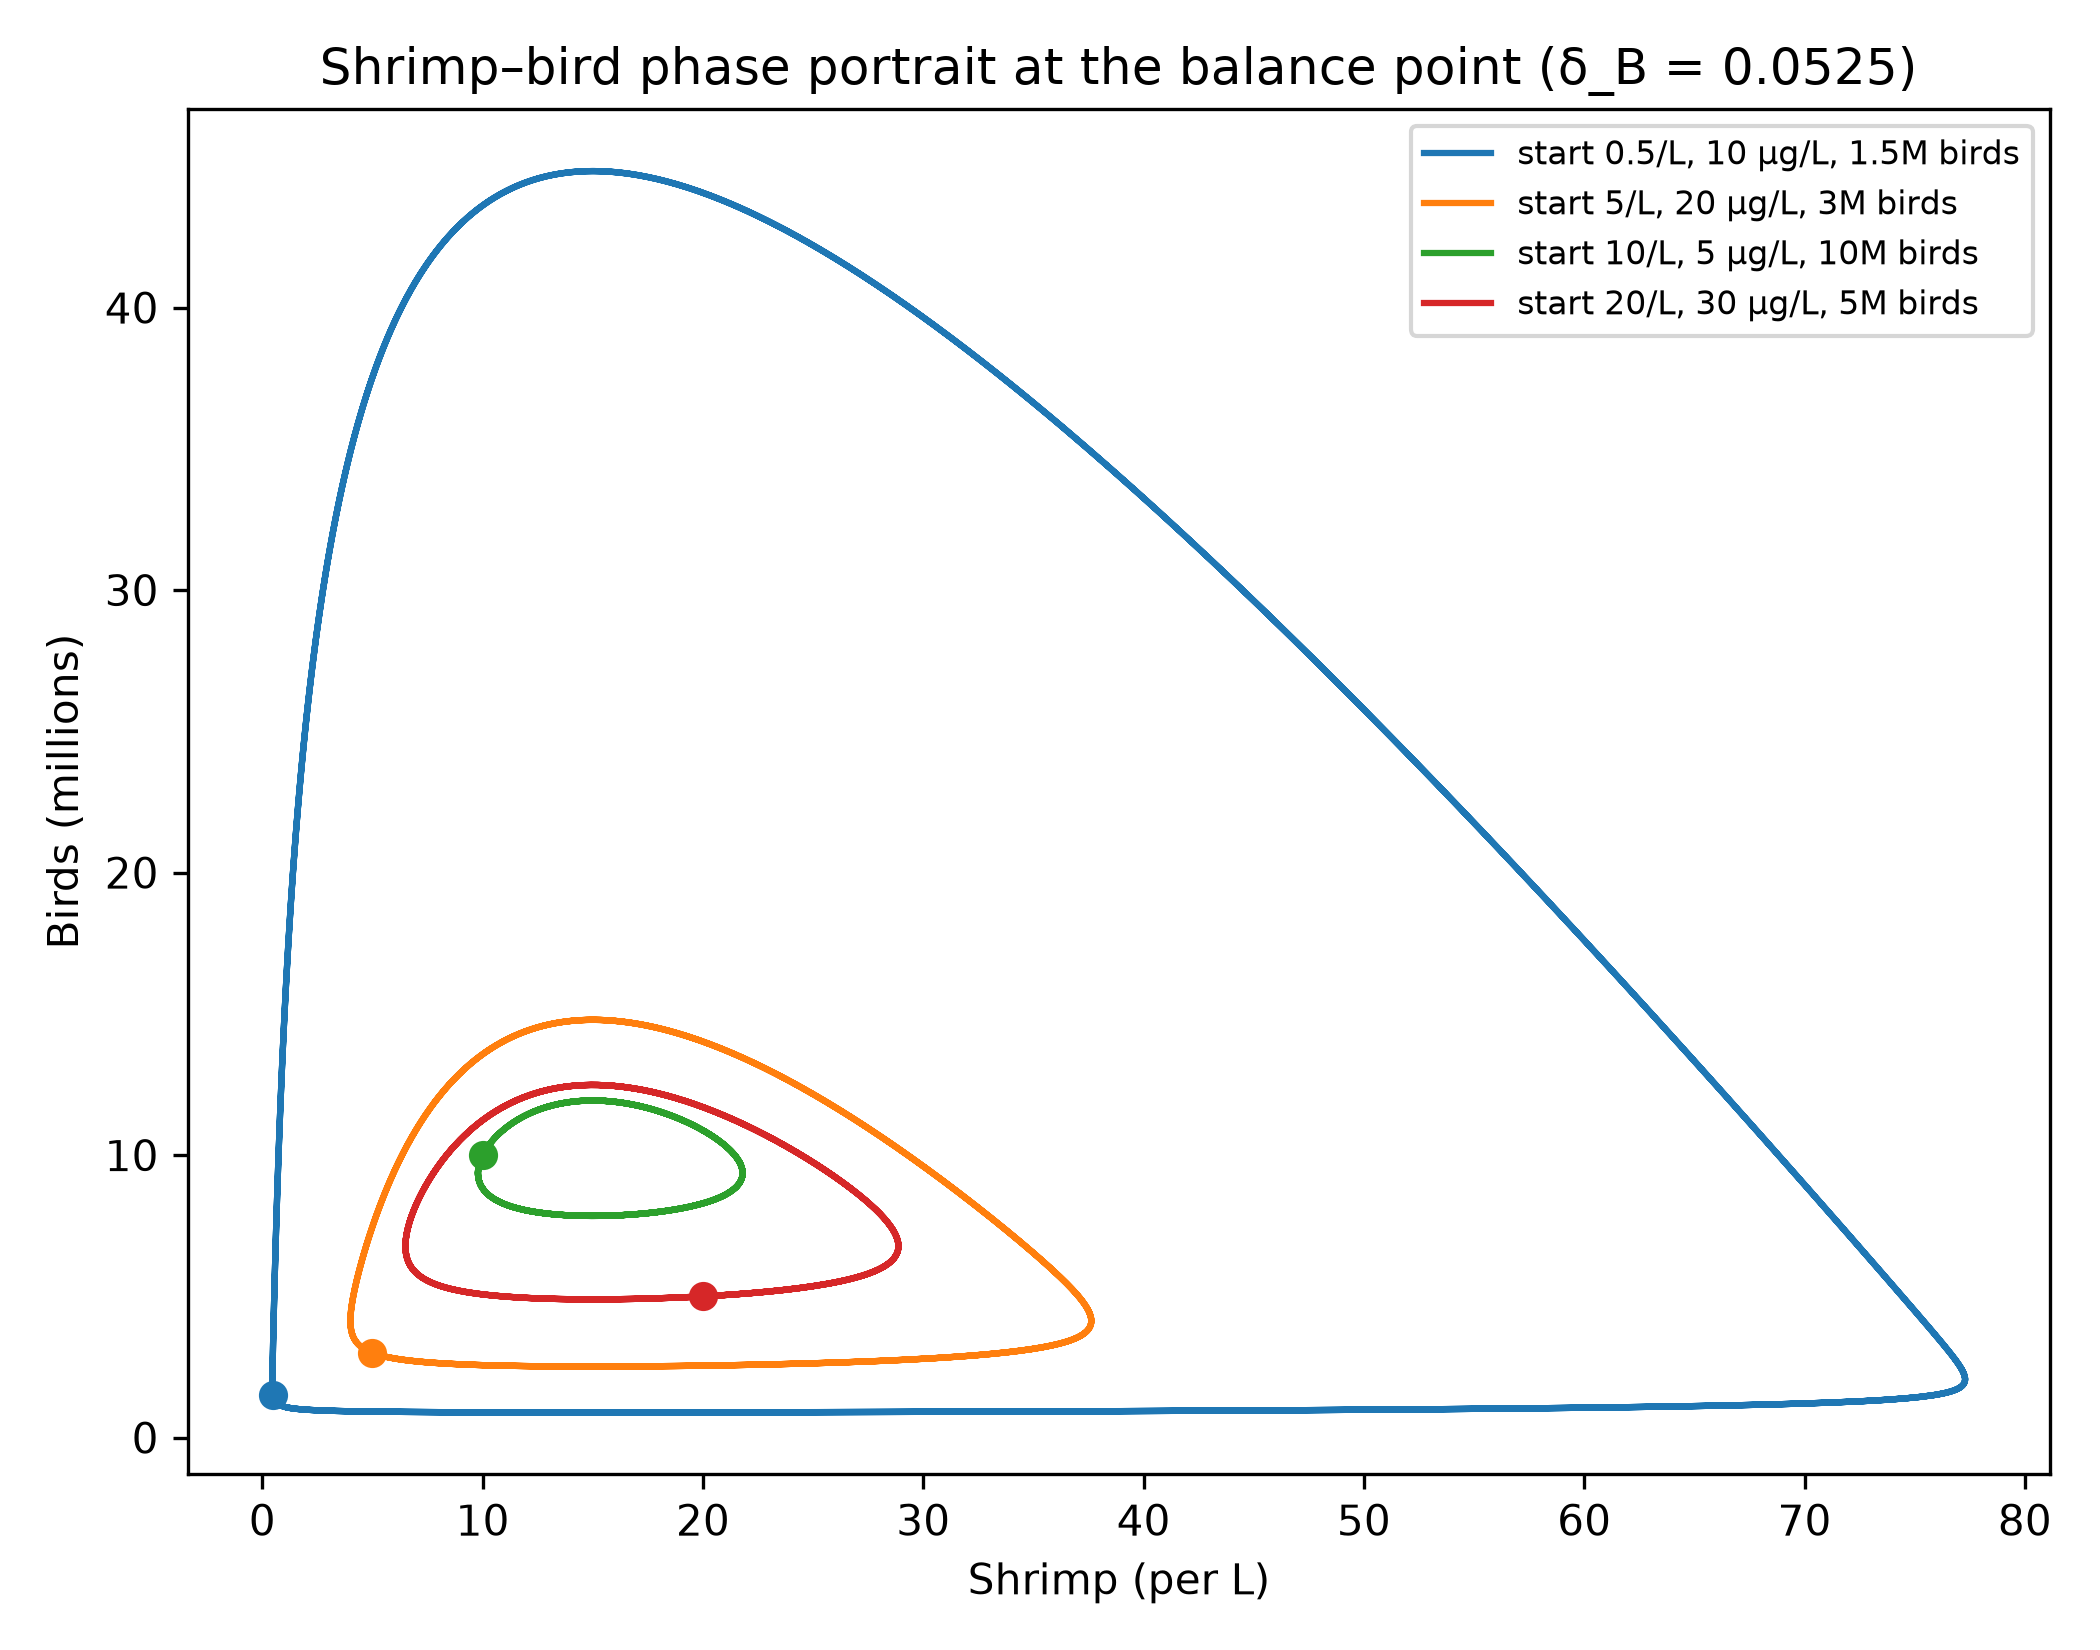 Shrimp–bird phase portrait at the balance point (δ_B = 0.0525)
start 0.5/L, 10 µg/L, 1.5M birds
start 5/L, 20 µg/L, 3M birds
start 10/L, 5 µg/L, 10M birds
start 20/L, 30 µg/L, 5M birds
Birds (millions)
40
30
20
10
0
0 10 20 30 40 50 60 70 80
Shrimp (per L)